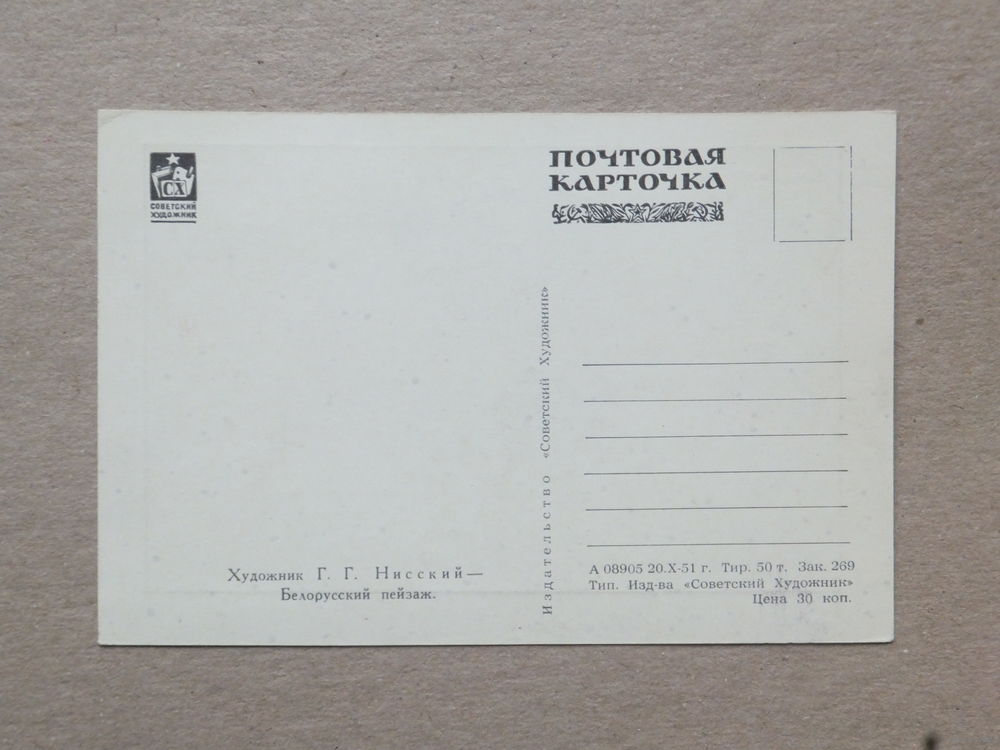 СХ
СОВЕТСКИЙ
ХУДОЖНИК
ПОЧТОВАЯ
КАРТОЧКА
Издательство «Советский Художник»
Художник Г. Г. Нисский—
Белорусский пейзаж.
А 08905 20.X-51 г. Тир. 50 т. Зак. 269
Тип. Изд-ва «Советский Художник»
Цена 30 коп.